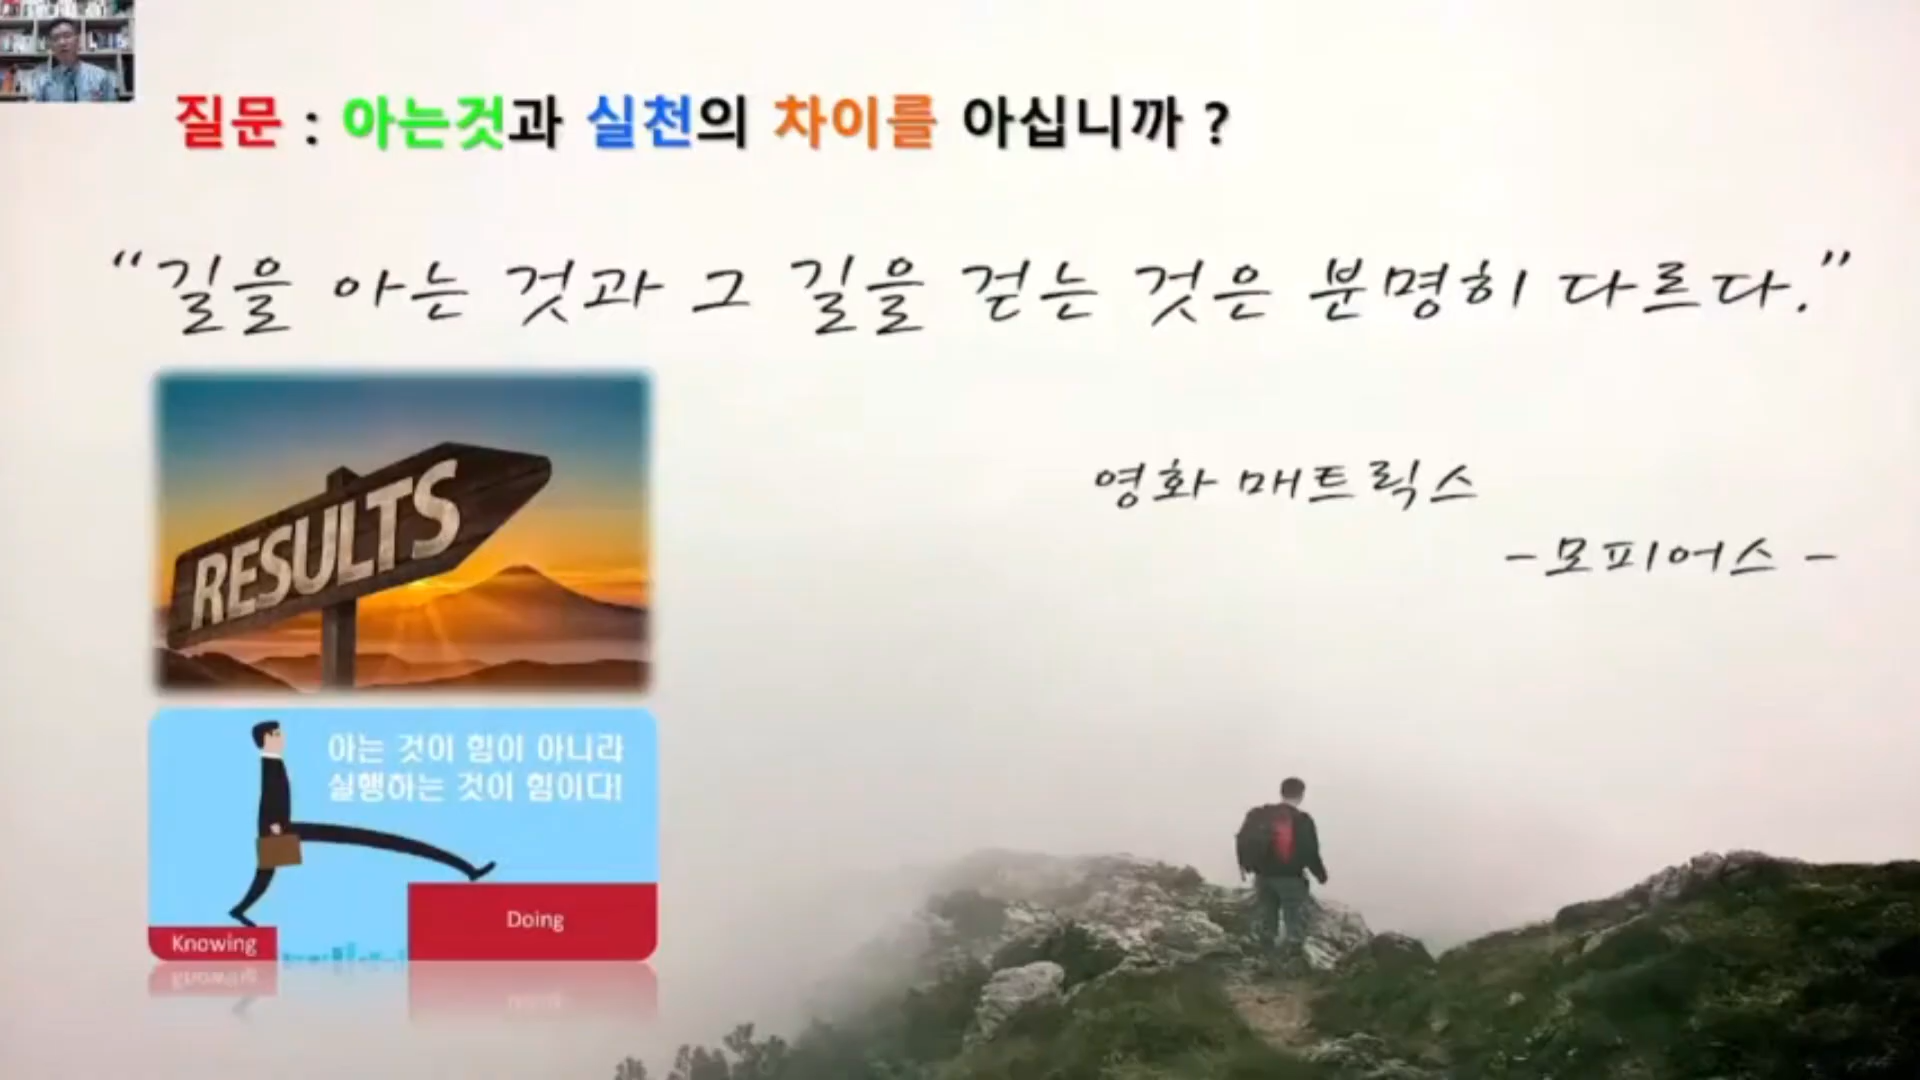 질문 : 아는것과 실천의 차이를 아십니까 ?
“길을 아는 것과 그 길을 걷는 것은 분명히 다르다.”
영화 매트릭스
- 모피어스 -
RESULTS
아는 것이 힘이 아니라
실행하는 것이 힘이다!
Doing
Knowing